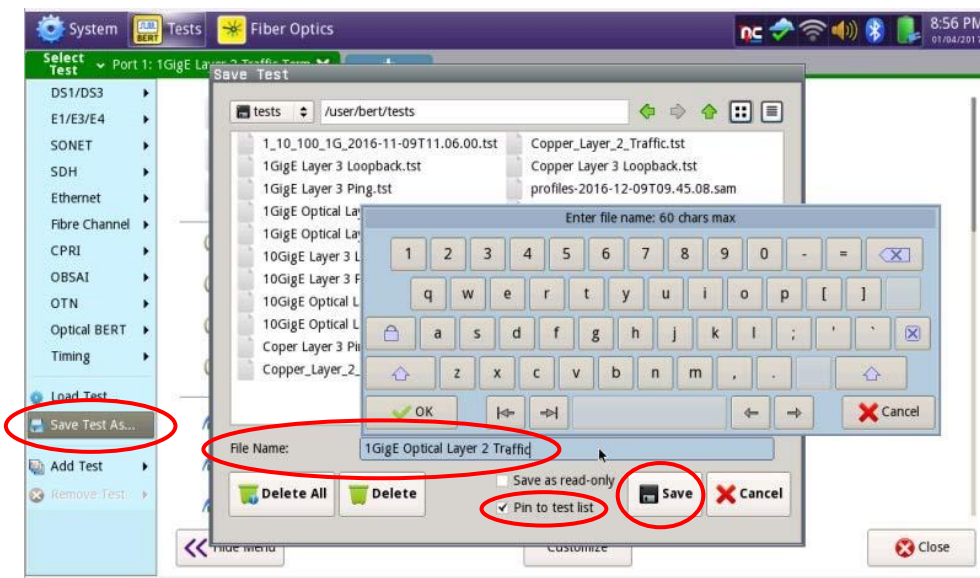 System BERT Tests Fiber Optics nc 8:56 PM
01/04/2017
Select Test Port 1: 1GigE Layer 2 Traffic Term
Save Test
DS1/DS3
E1/E3/E4
SONET
SDH
Ethernet
Fibre Channel
CPRI
OBSAI
OTN
Optical BERT
Timing
Load Test
Save Test As...
Add Test
Remove Test
tests /user/bert/tests
1_10_100_1G_2016-11-09T11.06.00.tst
1GigE Layer 3 Loopback.tst
1GigE Layer 3 Ping.tst
1GigE Optical Lay
1GigE Optical Lay
10GigE Layer 3 L
10GigE Layer 3 P
10GigE Optical L
10GigE Optical L
Coper Layer 3 Pi
Copper_Layer_2_
Copper_Layer_2_Traffic.tst
Copper Layer 3 Loopback.tst
profiles-2016-12-09T09.45.08.sam
Enter file name: 60 chars max
1 2 3 4 5 6 7 8 9 0 - =
q w e r t y u i o p [ ]
a s d f g h j k l ; ' `
z x c v b n m , .
OK Cancel
File Name: 1GigE Optical Layer 2 Traffic
Save as read-only
Delete All Delete Pin to test list Save Cancel
Hide Menu Customize Close